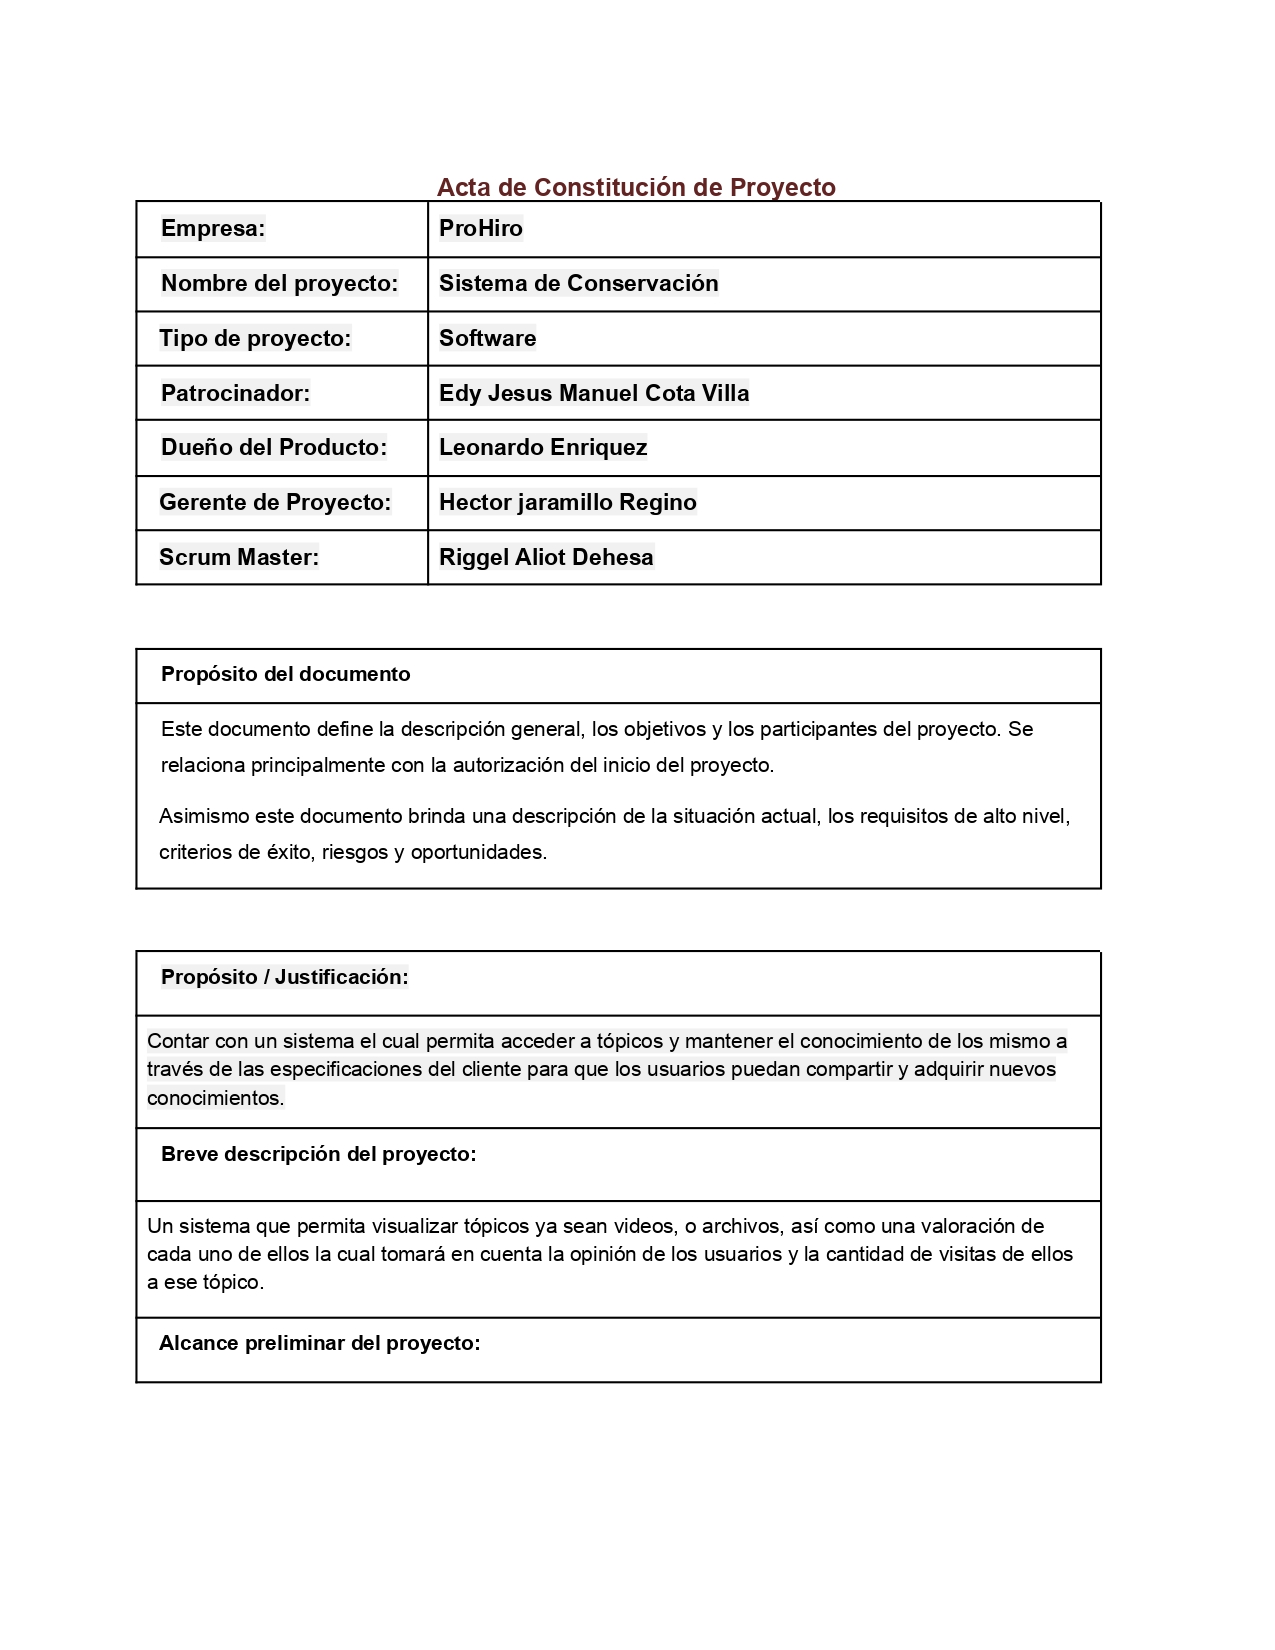 Acta de Constitución de Proyecto
Empresa: ProHiro
Nombre del proyecto: Sistema de Conservación
Tipo de proyecto: Software
Patrocinador: Edy Jesus Manuel Cota Villa
Dueño del Producto: Leonardo Enriquez
Gerente de Proyecto: Hector jaramillo Regino
Scrum Master: Riggel Aliot Dehesa
Propósito del documento
Este documento define la descripción general, los objetivos y los participantes del proyecto. Se
relaciona principalmente con la autorización del inicio del proyecto.
Asimismo este documento brinda una descripción de la situación actual, los requisitos de alto nivel,
criterios de éxito, riesgos y oportunidades.
Propósito / Justificación:
Contar con un sistema el cual permita acceder a tópicos y mantener el conocimiento de los mismo a
través de las especificaciones del cliente para que los usuarios puedan compartir y adquirir nuevos
conocimientos.
Breve descripción del proyecto:
Un sistema que permita visualizar tópicos ya sean videos, o archivos, así como una valoración de
cada uno de ellos la cual tomará en cuenta la opinión de los usuarios y la cantidad de visitas de ellos
a ese tópico.
Alcance preliminar del proyecto: